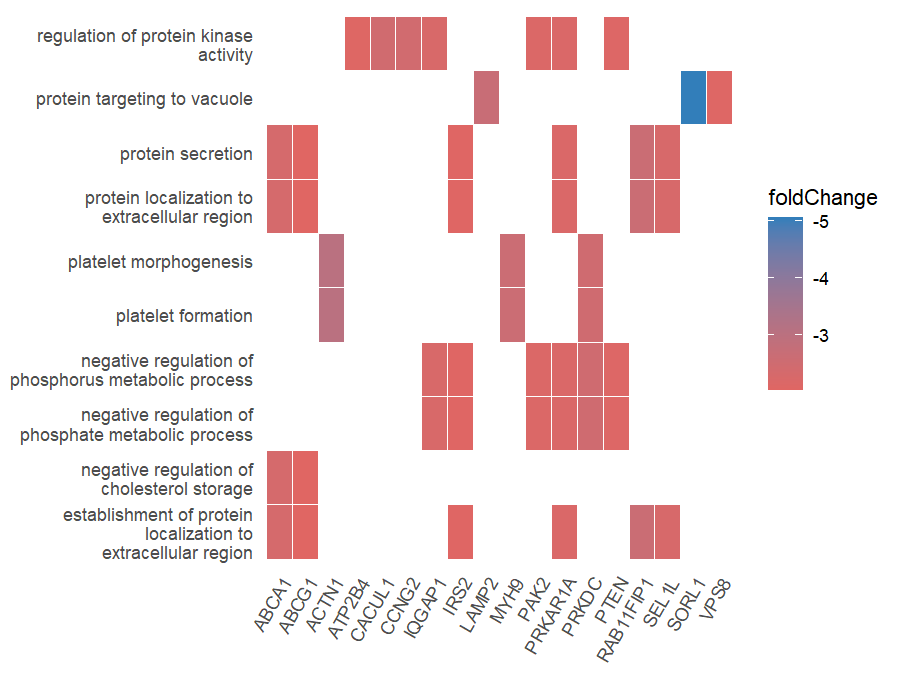 regulation of protein kinase
activity
protein targeting to vacuole
protein secretion
protein localization to
extracellular region
platelet morphogenesis
platelet formation
negative regulation of
phosphorus metabolic process
negative regulation of
phosphate metabolic process
negative regulation of
cholesterol storage
establishment of protein
localization to
extracellular region
ABCA1
ABCG1
ACTN1
ATP2B4
CACUL1
CCNG2
IQGAP1
IRS2
LAMP2
MYH9
PAK2
PRKAR1A
PRKDC
PTEN
RAB11FIP1
SEL1L
SORL1
VPS8
foldChange
-5
-4
-3